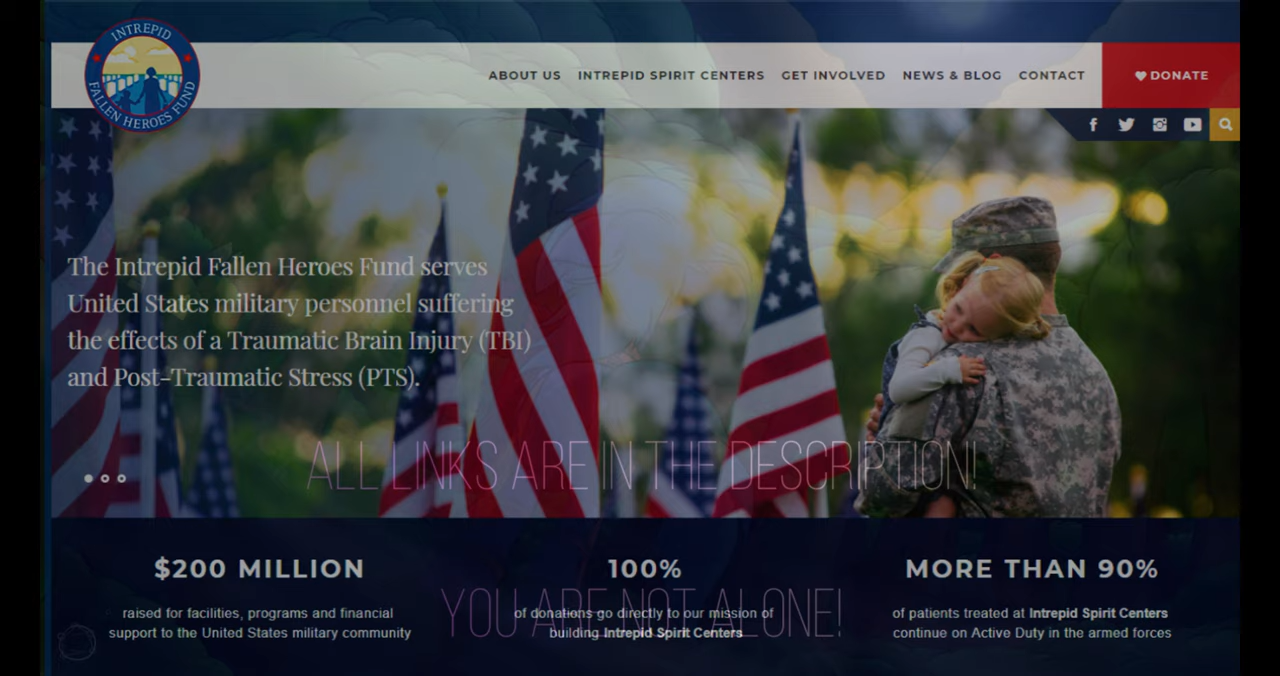 INTREPID
FALLEN HEROES FUND
ABOUT US INTREPID SPIRIT CENTERS GET INVOLVED NEWS & BLOG CONTACT DONATE
The Intrepid Fallen Heroes Fund serves
United States military personnel suffering
the effects of a Traumatic Brain Injury (TBI)
and Post-Traumatic Stress (PTS).
ALL LINKS ARE IN THE DESCRIPTION!
$200 MILLION
raised for facilities, programs and financial
support to the United States military community
100%
of donations go directly to our mission of
building Intrepid Spirit Centers
MORE THAN 90%
of patients treated at Intrepid Spirit Centers
continue on Active Duty in the armed forces
YOU ARE NOT ALONE!